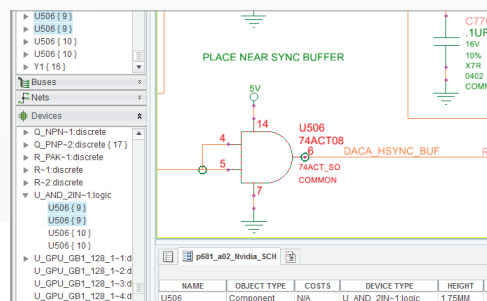 U506 { 9 }
U506 { 9 }
U506 { 9 }
U506 { 10 }
U506 { 10 }
Y1 { 16 }
Buses
Nets
Devices
Q_NPN~1:discrete
Q_PNP~2:discrete { 17 }
R_PAK~1:discrete
R~1:discrete
R~2:discrete
U_AND_2IN~1:logic
U506 { 9 }
U506 { 9 }
U506 { 10 }
U506 { 10 }
U_GPU_GB1_128_1~1:d
U_GPU_GB1_128_1~2:d
U_GPU_GB1_128_1~3:d
U_GPU_GB1_128_1~4:d
PLACE NEAR SYNC BUFFER
5V
14
4
5
6
7
U506
74ACT08
74ACT_SO
COMMON
DACA_HSYNC_BUF
R
C77
.1UF
16V
10%
X7R
0402
COMM
p681_a02_Nvidia_SCH
NAME OBJECT TYPE COSTS DEVICE TYPE HEIGHT
U506 Component N/A U_AND_2IN~1:logic 1.75MM